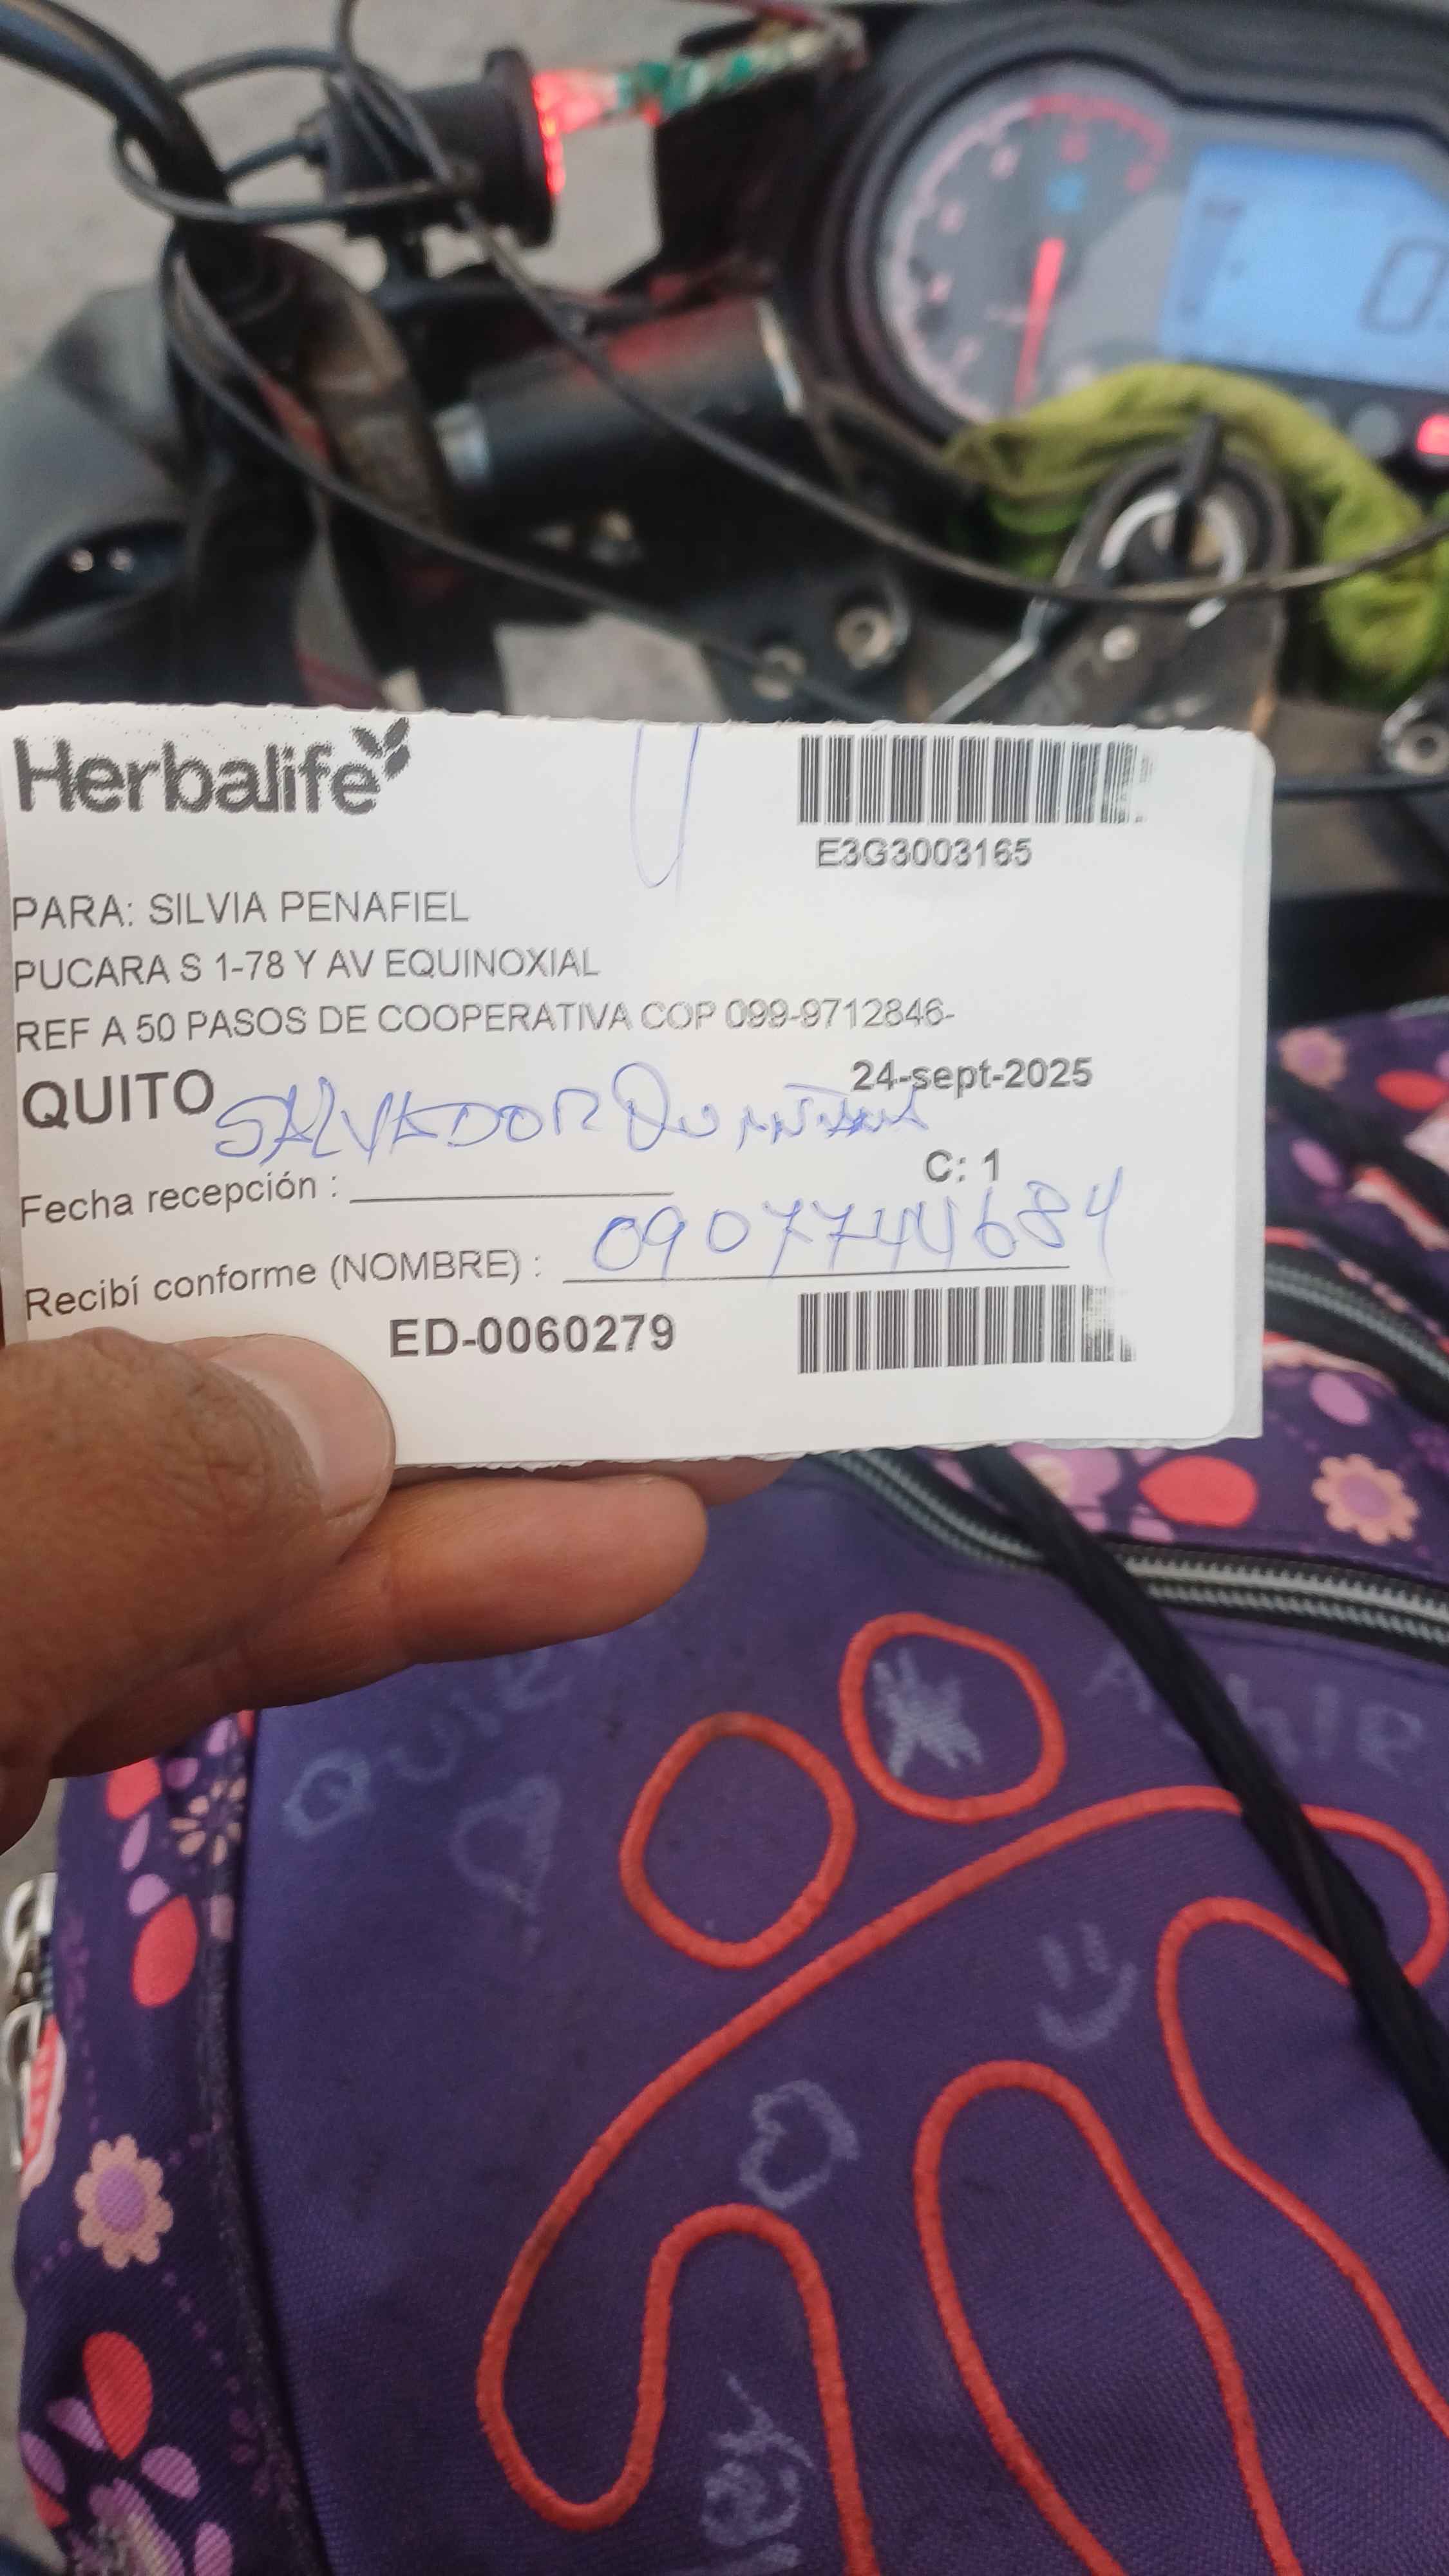 Herbalife
E3G3003165
PARA: SILVIA PENAFIEL
PUCARA S 1-78 Y AV EQUINOXIAL
REF A 50 PASOS DE COOPERATIVA COP 099-9712846-
QUITO
24-sept-2025
SALVADOR
C: 1
Fecha recepción :
Recibí conforme (NOMBRE) : 0907744684
ED-0060279